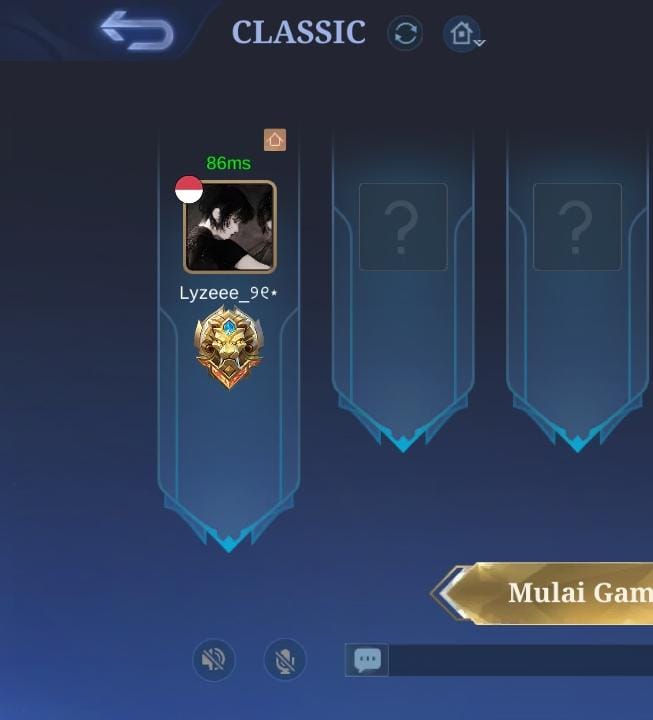 CLASSIC
86ms
Lyzeee_୨୧⋆
?
?
Mulai Gam